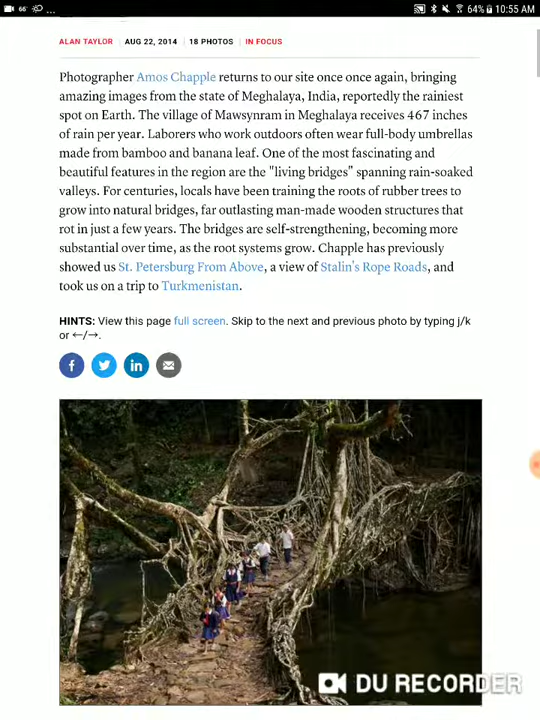 66° ... 64% 10:55 AM
ALAN TAYLOR | AUG 22, 2014 | 18 PHOTOS | IN FOCUS
Photographer Amos Chapple returns to our site once once again, bringing
amazing images from the state of Meghalaya, India, reportedly the rainiest
spot on Earth. The village of Mawsynram in Meghalaya receives 467 inches
of rain per year. Laborers who work outdoors often wear full-body umbrellas
made from bamboo and banana leaf. One of the most fascinating and
beautiful features in the region are the "living bridges" spanning rain-soaked
valleys. For centuries, locals have been training the roots of rubber trees to
grow into natural bridges, far outlasting man-made wooden structures that
rot in just a few years. The bridges are self-strengthening, becoming more
substantial over time, as the root systems grow. Chapple has previously
showed us St. Petersburg From Above, a view of Stalin's Rope Roads, and
took us on a trip to Turkmenistan.
HINTS: View this page full screen. Skip to the next and previous photo by typing j/k
or ←/→.
DU RECORDER